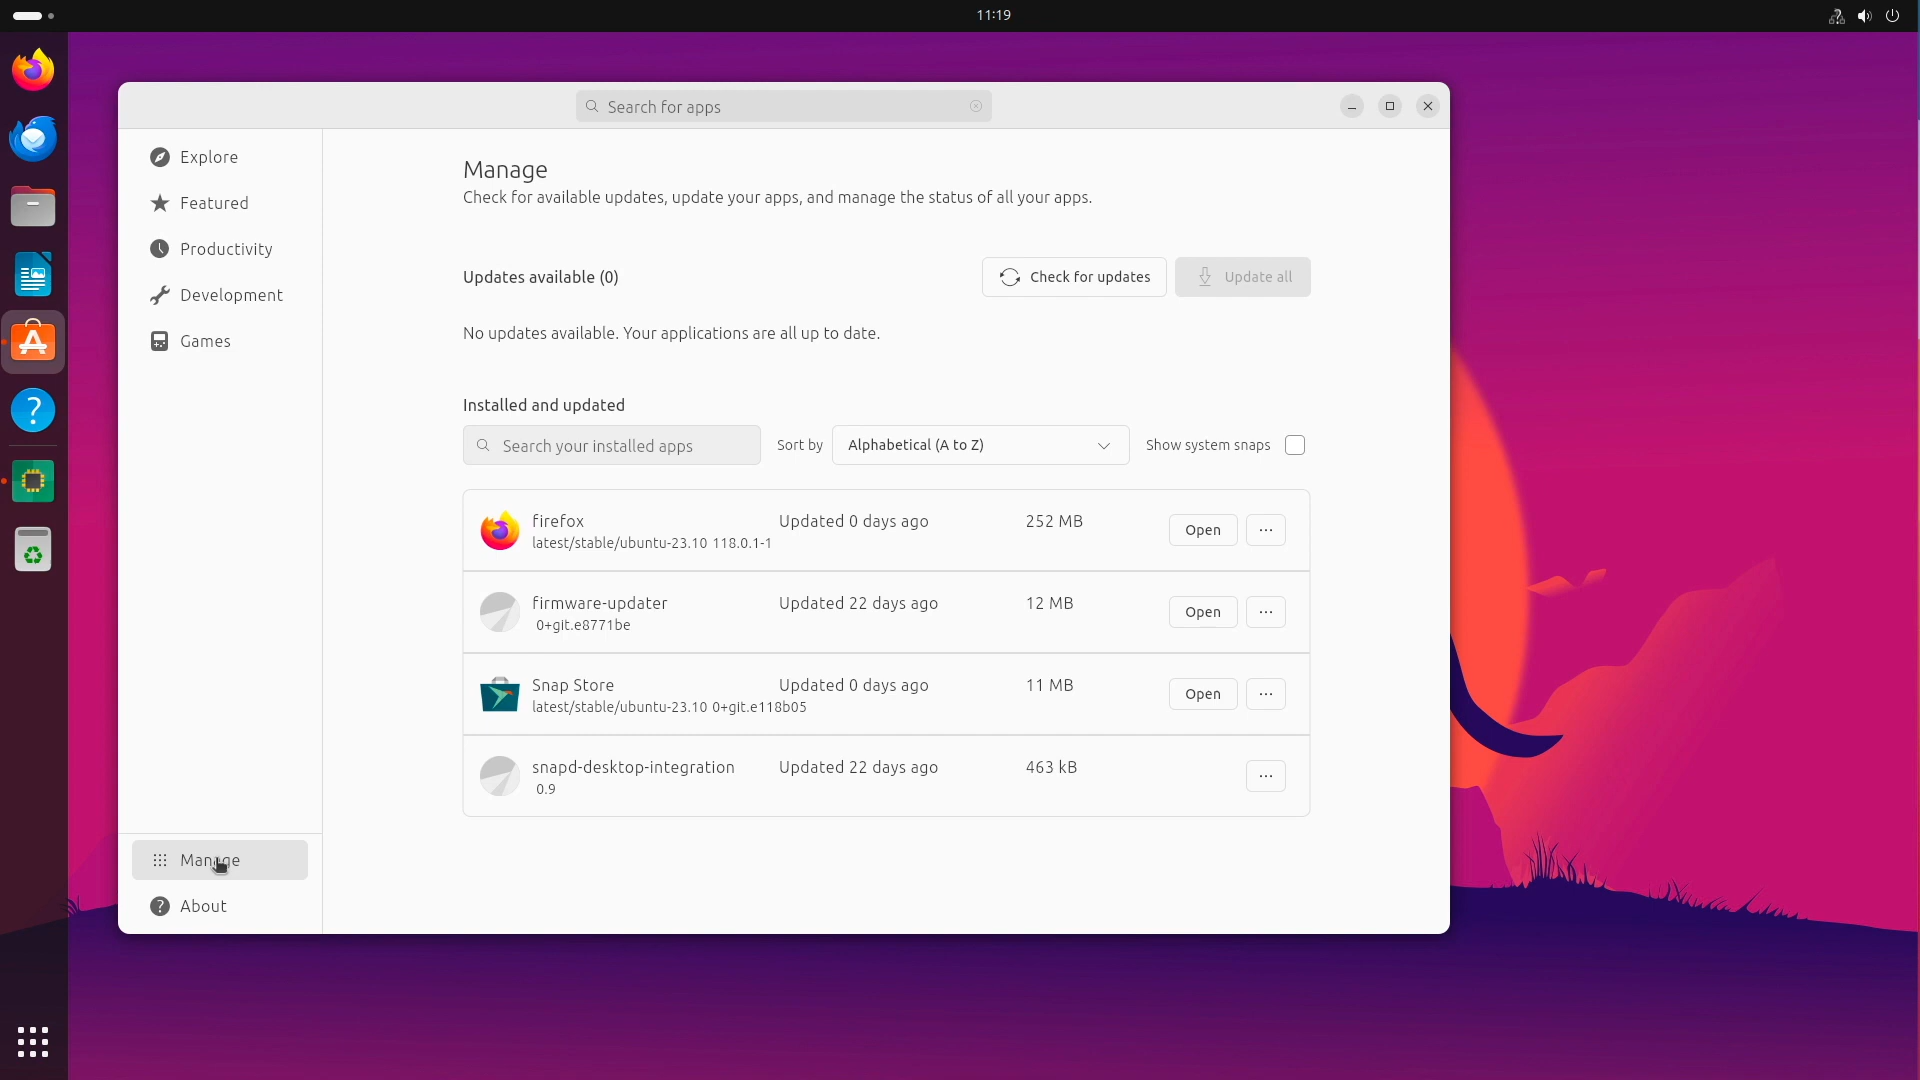 11:19
Search for apps
Explore
Featured
Productivity
Development
Games
Manage
About
Manage
Check for available updates, update your apps, and manage the status of all your apps.
Updates available (0)
Check for updates
Update all
No updates available. Your applications are all up to date.
Installed and updated
Search your installed apps
Sort by
Alphabetical (A to Z)
Show system snaps
firefox
Updated 0 days ago
252 MB
Open
latest/stable/ubuntu-23.10 118.0.1-1
firmware-updater
Updated 22 days ago
12 MB
Open
0+git.e8771be
Snap Store
Updated 0 days ago
11 MB
Open
latest/stable/ubuntu-23.10 0+git.e118b05
snapd-desktop-integration
Updated 22 days ago
463 kB
0.9